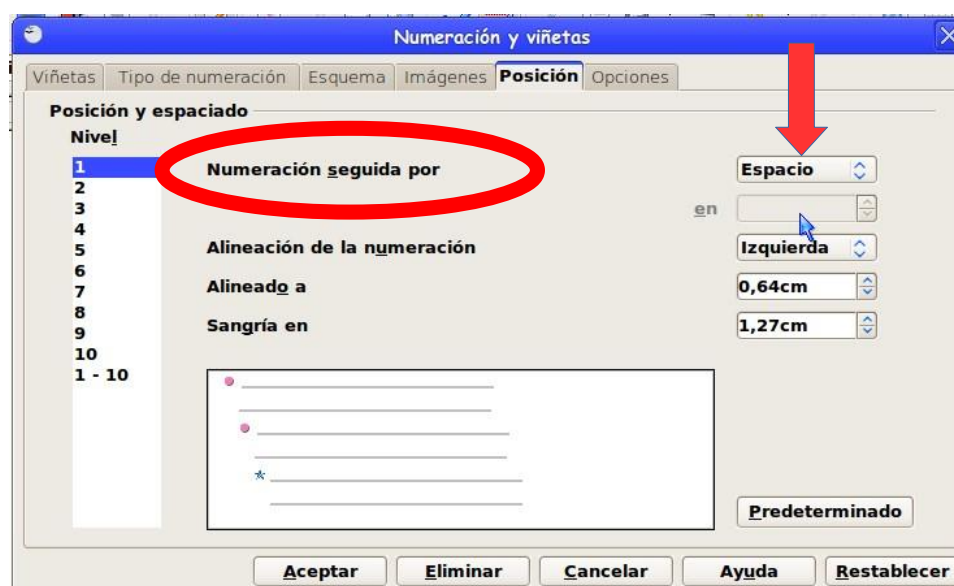 Numeración y viñetas
Viñetas Tipo de numeración Esquema Imágenes Posición Opciones
Posición y espaciado
Nivel
1 Numeración seguida por Espacio
2
3 en
4
5 Alineación de la numeración Izquierda
6
7 Alineado a 0,64cm
8
9 Sangría en 1,27cm
10
1 - 10
Predeterminado
Aceptar Eliminar Cancelar Ayuda Restablecer